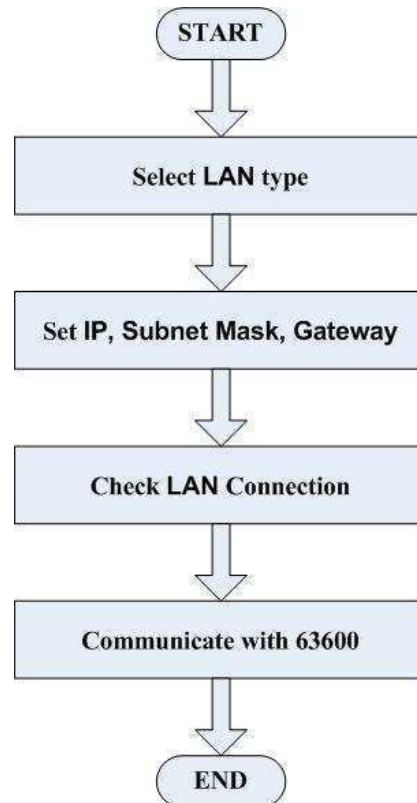 START
Select LAN type
Set IP, Subnet Mask, Gateway
Check LAN Connection
Communicate with 63600
END